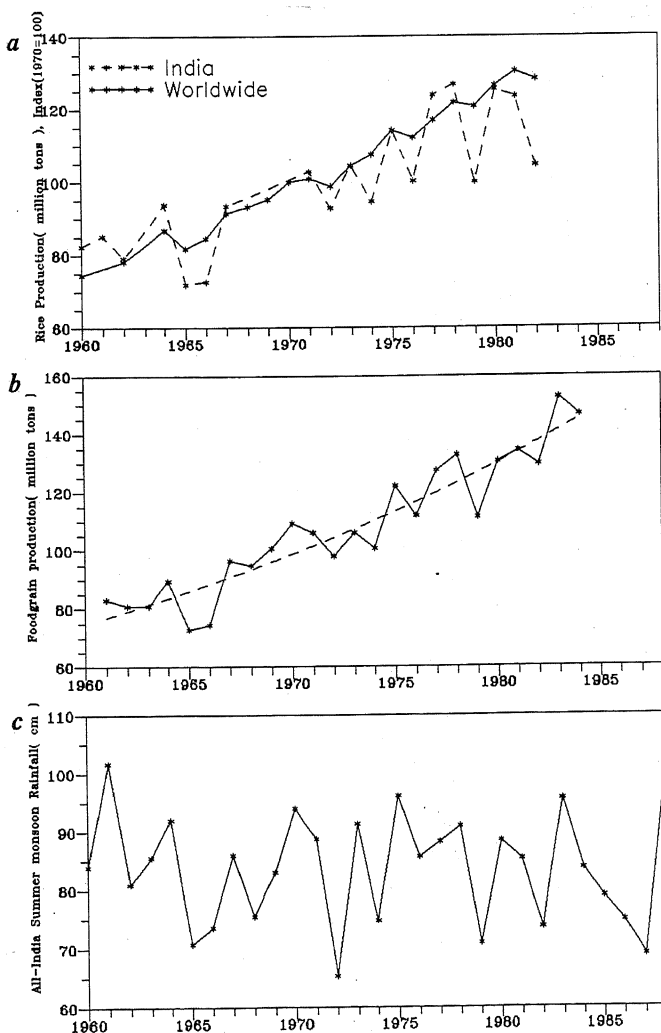 a
Rice Production( million tons ), Index(1970=100)
140
120
100
80
60
India
Worldwide
1960 1965 1970 1975 1980 1985
b
Foodgrain production( million tons )
160
140
120
100
80
60
1960 1965 1970 1975 1980 1985
c
All-India Summer monsoon Rainfall( cm )
110
100
90
80
70
60
1960 1965 1970 1975 1980 1985